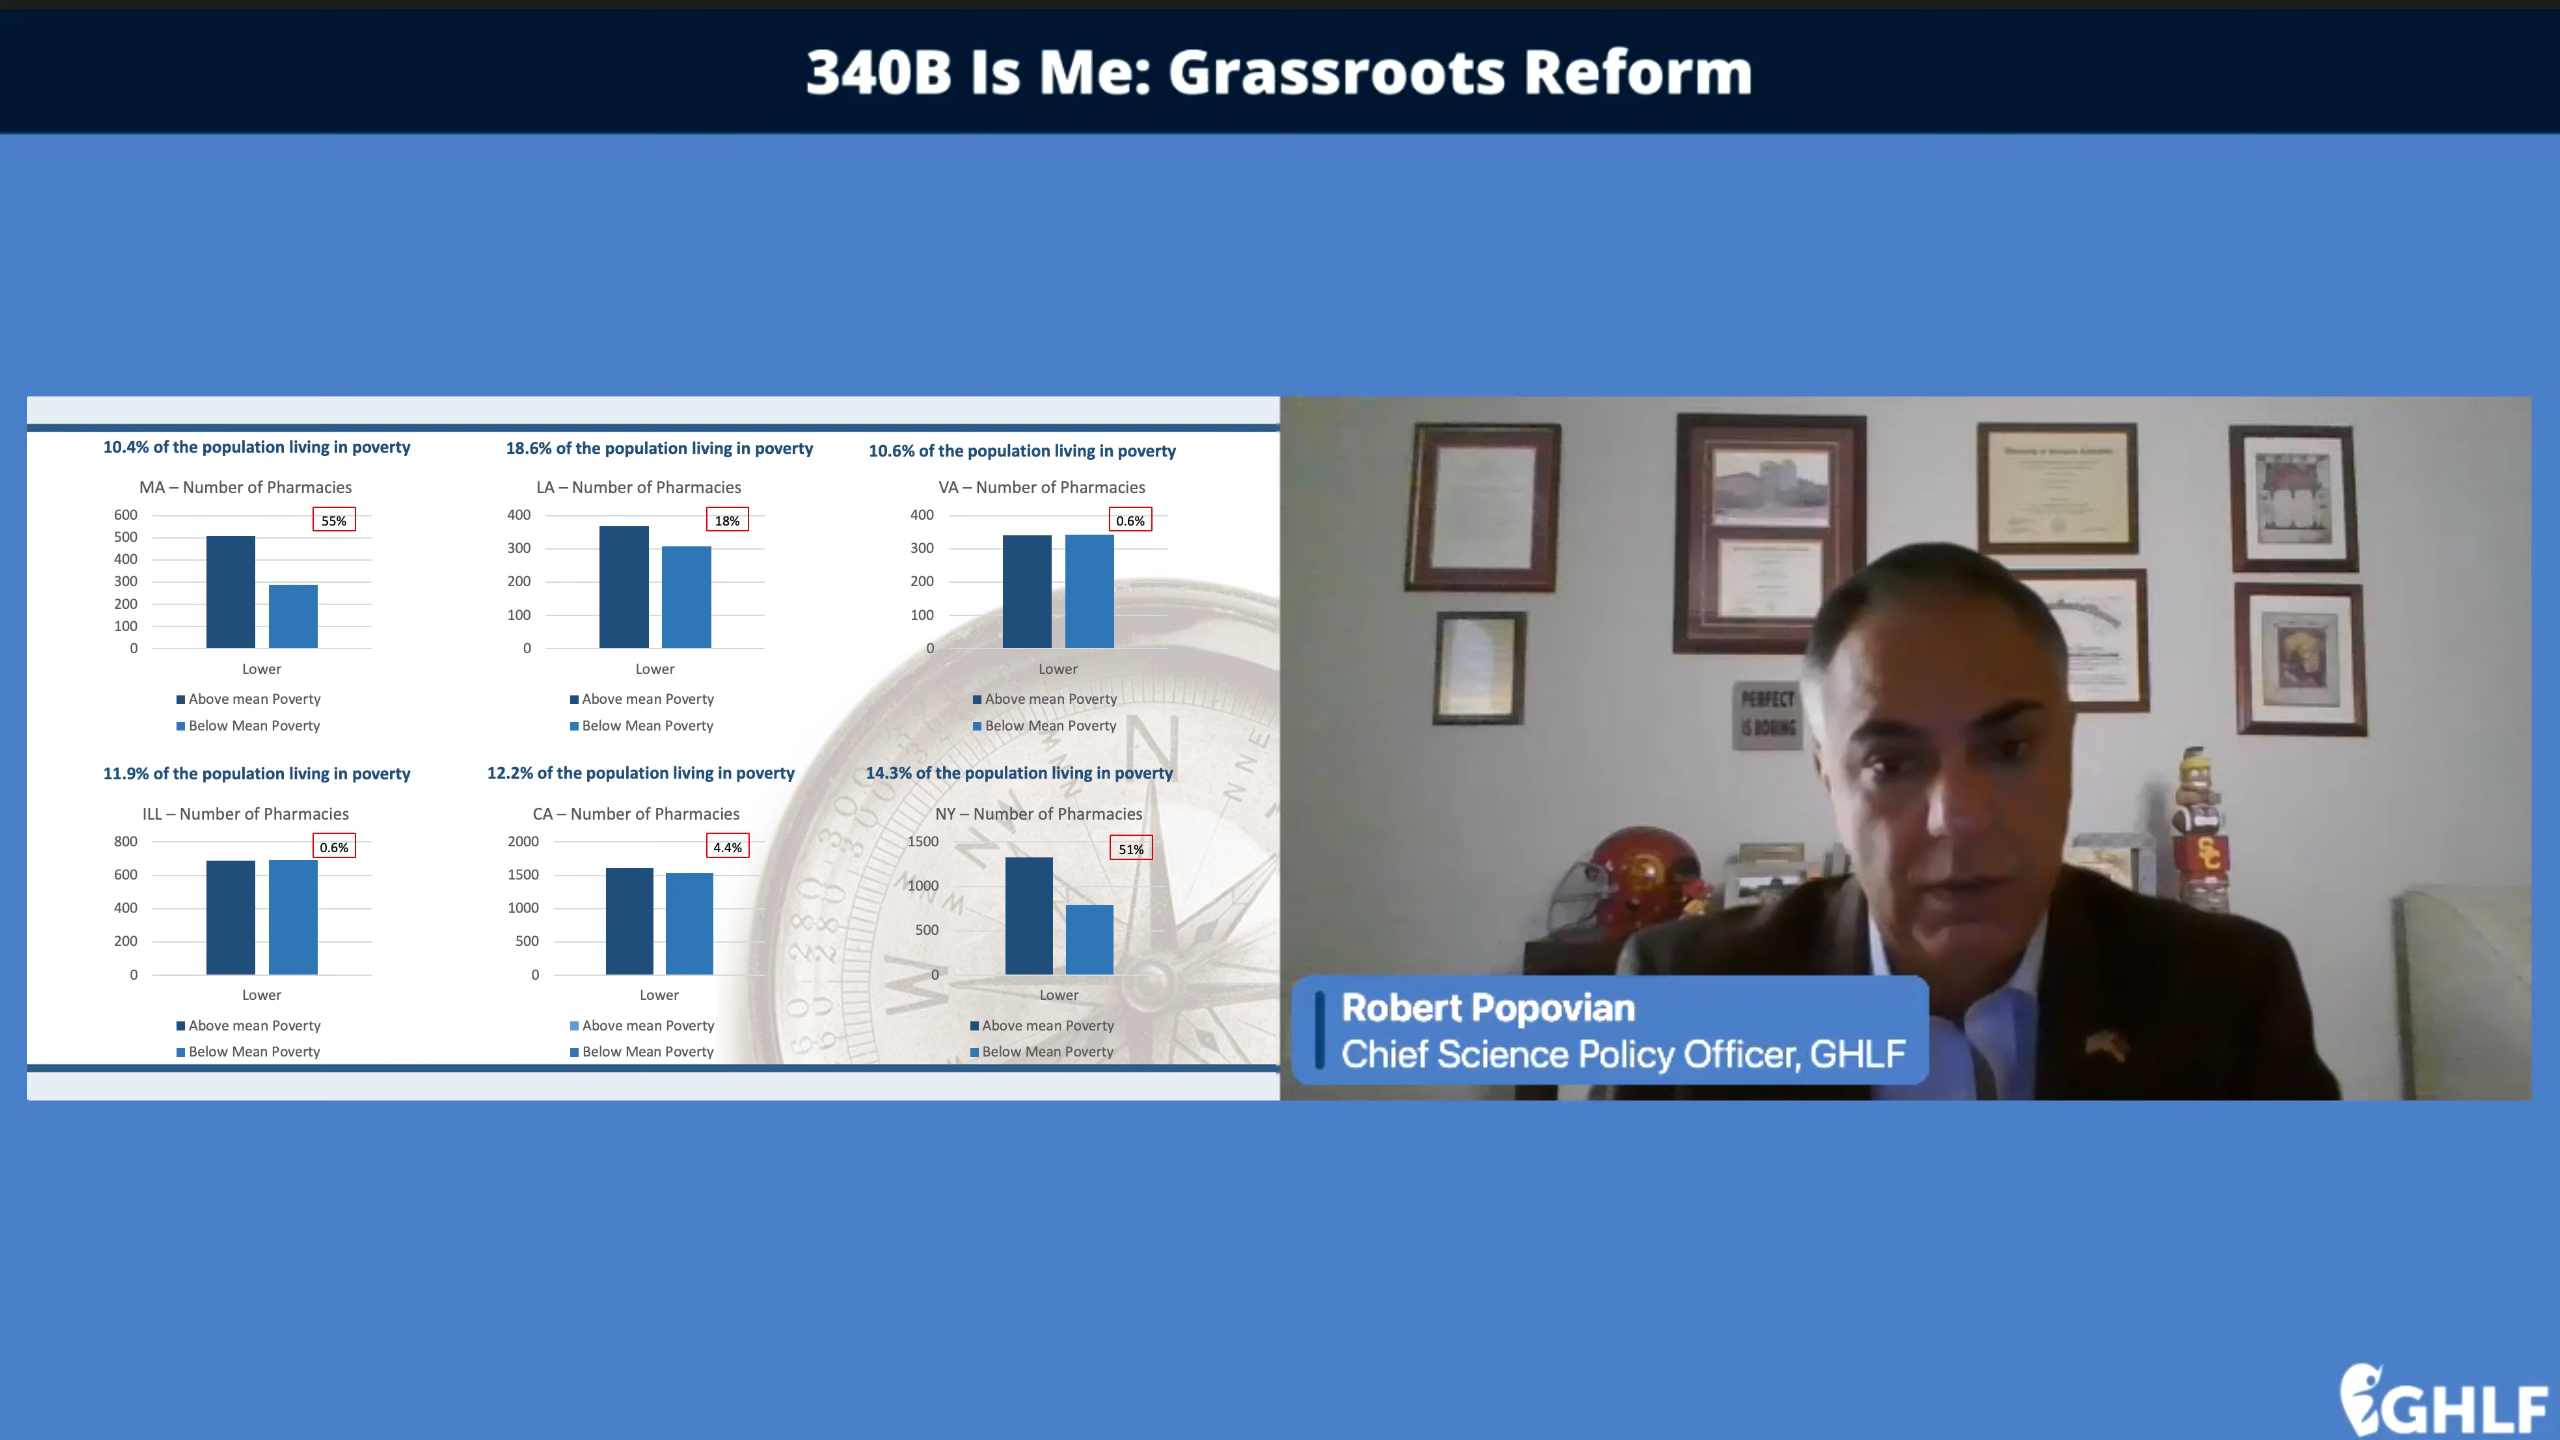 340B Is Me: Grassroots Reform
10.4% of the population living in poverty
18.6% of the population living in poverty
10.6% of the population living in poverty
MA – Number of Pharmacies
LA – Number of Pharmacies
VA – Number of Pharmacies
600
500
400
300
200
100
0
55%
Lower
Above mean Poverty
Below Mean Poverty
400
300
200
100
0
18%
Lower
Above mean Poverty
Below Mean Poverty
400
300
200
100
0
0.6%
Lower
Above mean Poverty
Below Mean Poverty
11.9% of the population living in poverty
12.2% of the population living in poverty
14.3% of the population living in poverty
ILL – Number of Pharmacies
CA – Number of Pharmacies
NY – Number of Pharmacies
800
600
400
200
0
0.6%
Lower
Above mean Poverty
Below Mean Poverty
2000
1500
1000
500
0
4.4%
Lower
Above mean Poverty
Below Mean Poverty
1500
1000
500
0
51%
Lower
Above mean Poverty
Below Mean Poverty
N
NNE
NNW
NW
WNW
W
PERFECT
IS BORING
SC
Robert Popovian
Chief Science Policy Officer, GHLF
GHLF